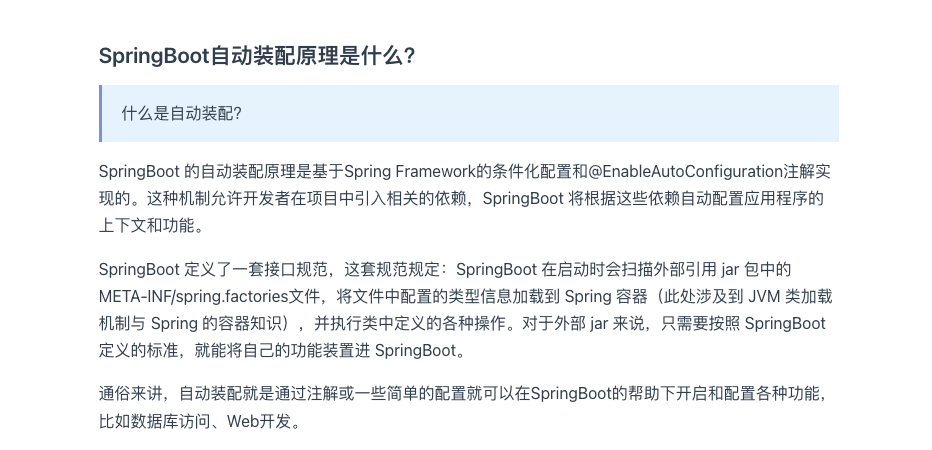 SpringBoot自动装配原理是什么？
什么是自动装配？
SpringBoot 的自动装配原理是基于Spring Framework的条件化配置和@EnableAutoConfiguration注解实
现的。这种机制允许开发者在项目中引入相关的依赖，SpringBoot 将根据这些依赖自动配置应用程序的
上下文和功能。
SpringBoot 定义了一套接口规范，这套规范规定：SpringBoot 在启动时会扫描外部引用 jar 包中的
META-INF/spring.factories文件，将文件中配置的类型信息加载到 Spring 容器（此处涉及到 JVM 类加载
机制与 Spring 的容器知识），并执行类中定义的各种操作。对于外部 jar 来说，只需要按照 SpringBoot
定义的标准，就能将自己的功能装置进 SpringBoot。
通俗来讲，自动装配就是通过注解或一些简单的配置就可以在SpringBoot的帮助下开启和配置各种功能，
比如数据库访问、Web开发。